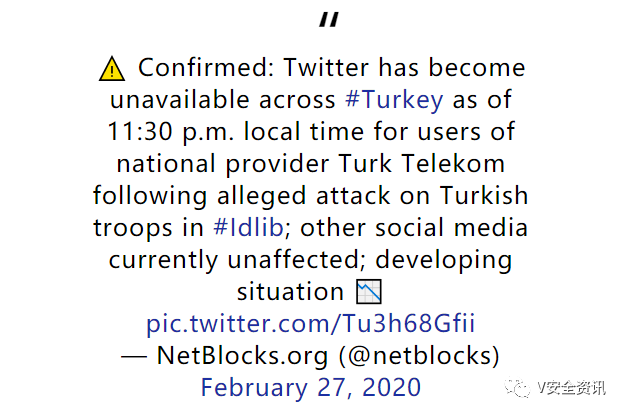 "
⚠ Confirmed: Twitter has become
unavailable across #Turkey as of
11:30 p.m. local time for users of
national provider Turk Telekom
following alleged attack on Turkish
troops in #Idlib; other social media
currently unaffected; developing
situation 📉
pic.twitter.com/Tu3h68Gfii
— NetBlocks.org (@netblocks)
February 27, 2020
V安全资讯